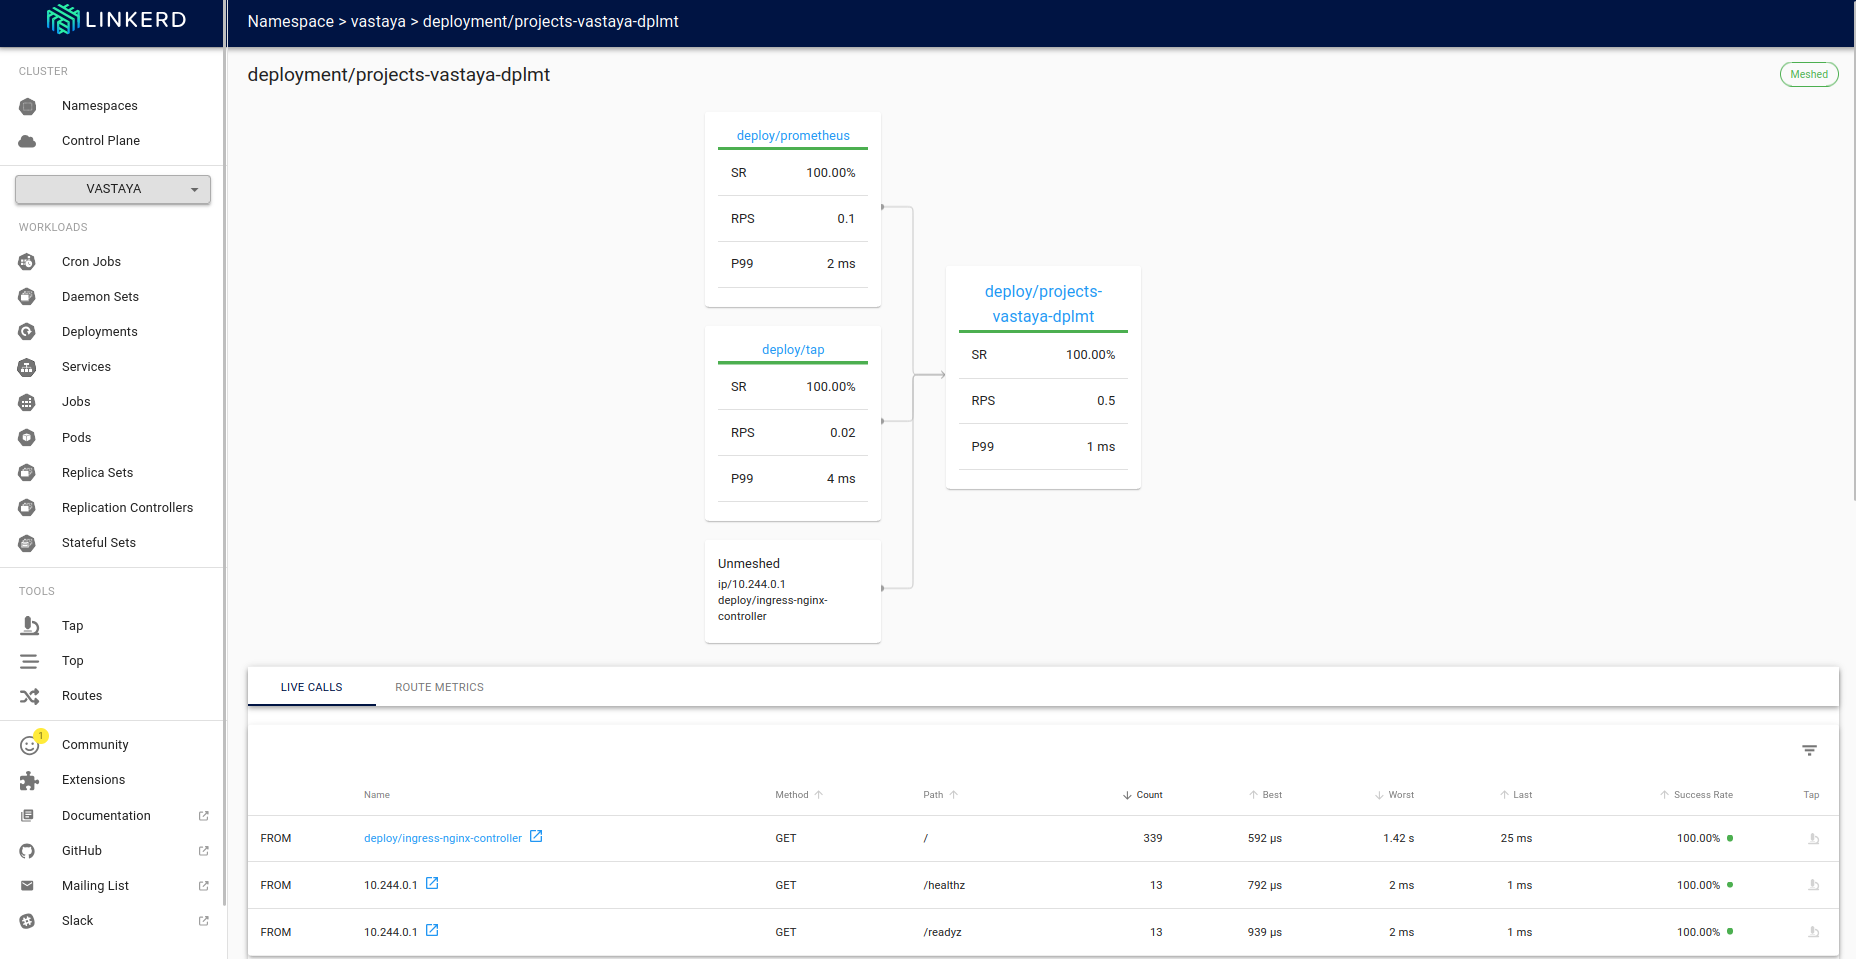 LINKERD
Namespace > vastaya > deployment/projects-vastaya-dplmt
CLUSTER
Namespaces
Control Plane
VASTAYA
WORKLOADS
Cron Jobs
Daemon Sets
Deployments
Services
Jobs
Pods
Replica Sets
Replication Controllers
Stateful Sets
TOOLS
Tap
Top
Routes
1
Community
Extensions
Documentation
GitHub
Mailing List
Slack
deployment/projects-vastaya-dplmt
Meshed
deploy/prometheus
SR 100.00%
RPS 0.1
P99 2 ms
deploy/tap
SR 100.00%
RPS 0.02
P99 4 ms
Unmeshed
ip/10.244.0.1
deploy/ingress-nginx-
controller
deploy/projects-
vastaya-dplmt
SR 100.00%
RPS 0.5
P99 1 ms
LIVE CALLS ROUTE METRICS
Name Method Path Count Best Worst Last Success Rate Tap
FROM deploy/ingress-nginx-controller GET / 339 592 µs 1.42 s 25 ms 100.00%
FROM 10.244.0.1 GET /healthz 13 792 µs 2 ms 1 ms 100.00%
FROM 10.244.0.1 GET /readyz 13 939 µs 2 ms 1 ms 100.00%